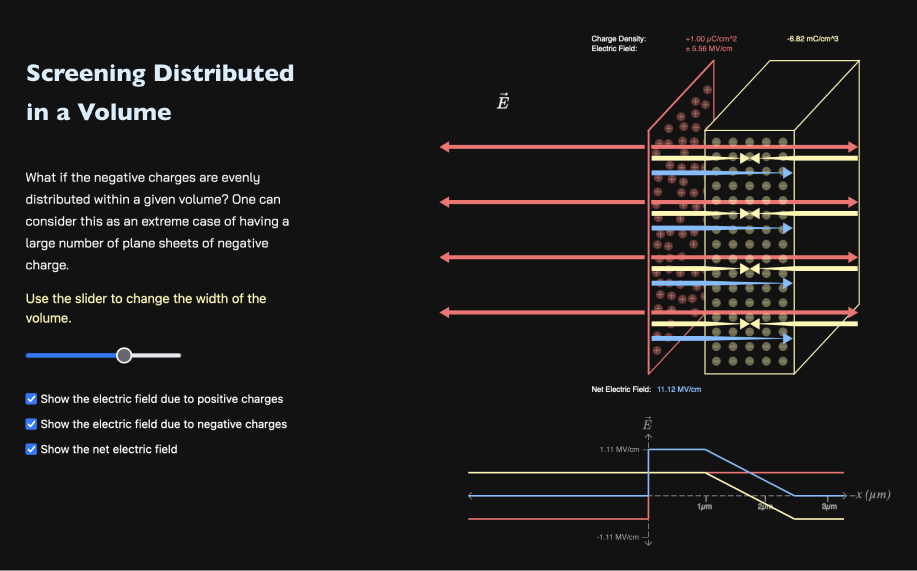 Screening Distributed
in a Volume
What if the negative charges are evenly
distributed within a given volume? One can
consider this as an extreme case of having a
large number of plane sheets of negative
charge.
Use the slider to change the width of the
volume.
Show the electric field due to positive charges
Show the electric field due to negative charges
Show the net electric field
Charge Density: +1.00 μC/cm^2 -6.82 mC/cm^3
Electric Field: ± 5.56 MV/cm
E⃗
Net Electric Field: 11.12 MV/cm
E⃗
1.11 MV/cm
x (μm)
1μm 2μm 3μm
-1.11 MV/cm